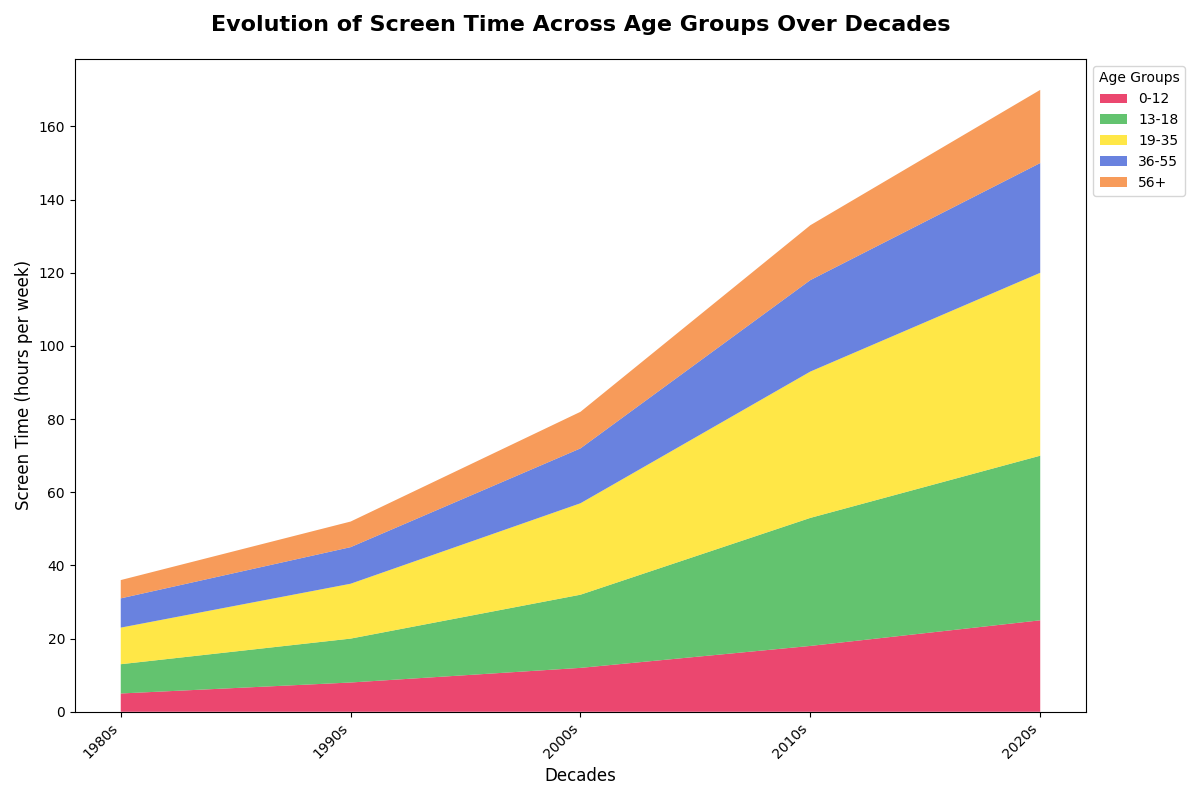 Evolution of Screen Time Across Age Groups Over Decades
Screen Time (hours per week)
160
140
120
100
80
60
40
20
0
1980s
1990s
2000s
2010s
2020s
Decades
Age Groups
0-12
13-18
19-35
36-55
56+